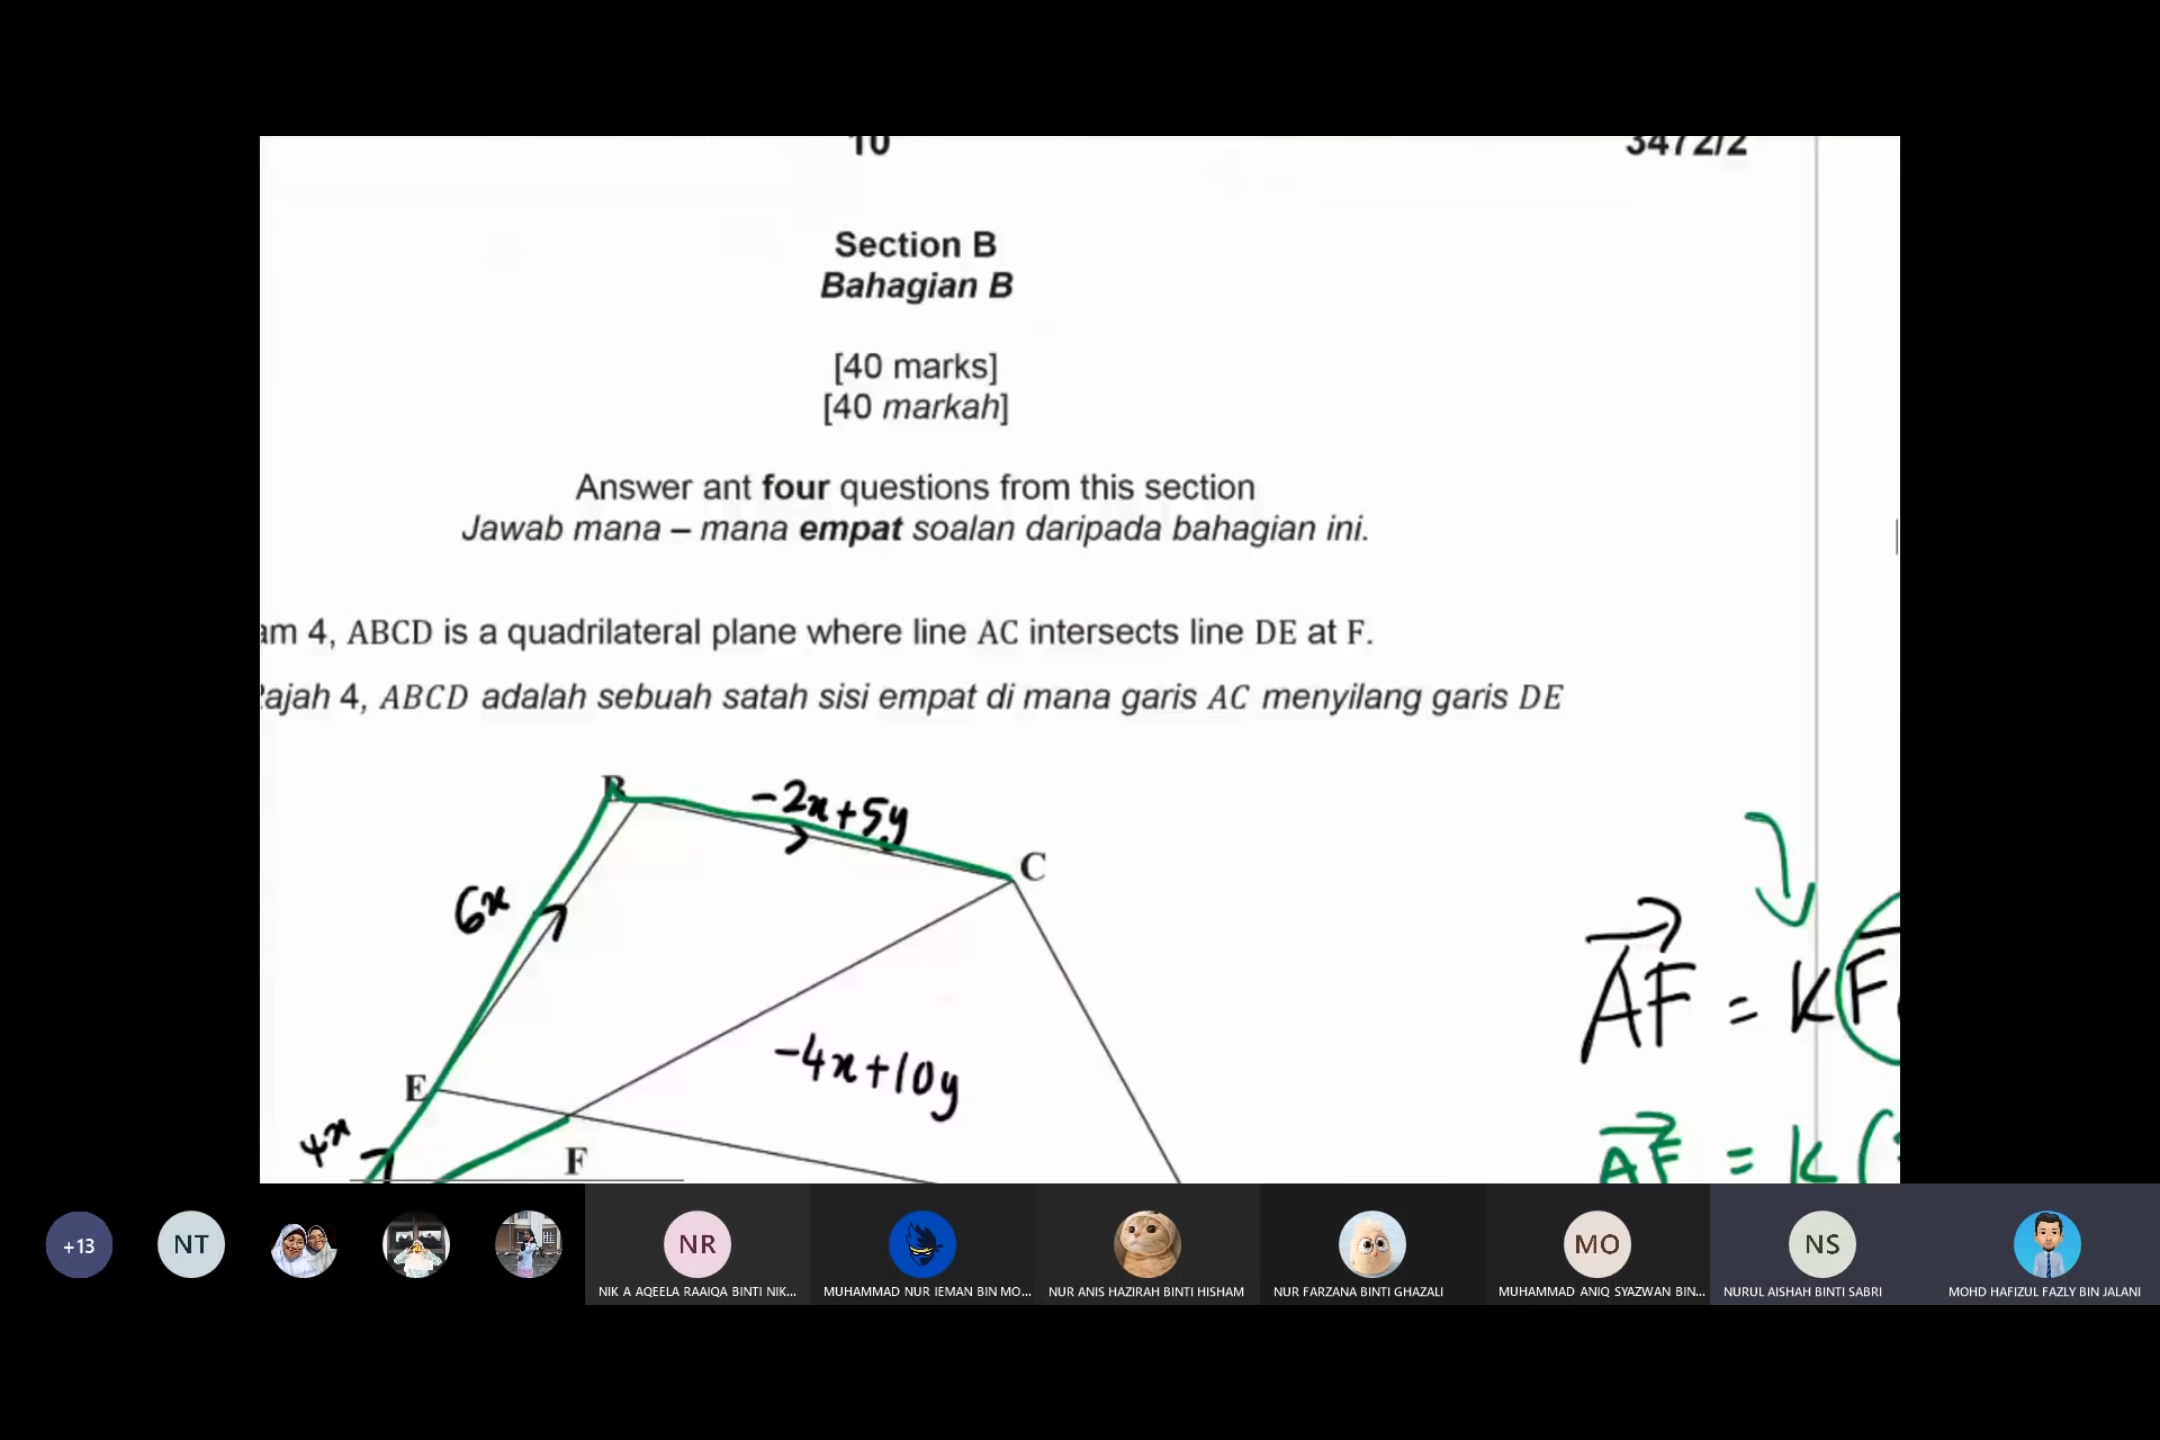 10 3472/2
Section B
Bahagian B
[40 marks]
[40 markah]
Answer ant four questions from this section
Jawab mana – mana empat soalan daripada bahagian ini.
am 4, ABCD is a quadrilateral plane where line AC intersects line DE at F.
Rajah 4, ABCD adalah sebuah satah sisi empat di mana garis AC menyilang garis DE
B
-2x+5y
C
6x
AF = k F
-4x+10y
E
4x
F
AF = k (
+13
NT
NR
MO
NS
NIK A AQEELA RAAIQA BINTI NIK...
MUHAMMAD NUR IEMAN BIN MO...
NUR ANIS HAZIRAH BINTI HISHAM
NUR FARZANA BINTI GHAZALI
MUHAMMAD ANIQ SYAZWAN BIN...
NURUL AISHAH BINTI SABRI
MOHD HAFIZUL FAZLY BIN JALANI